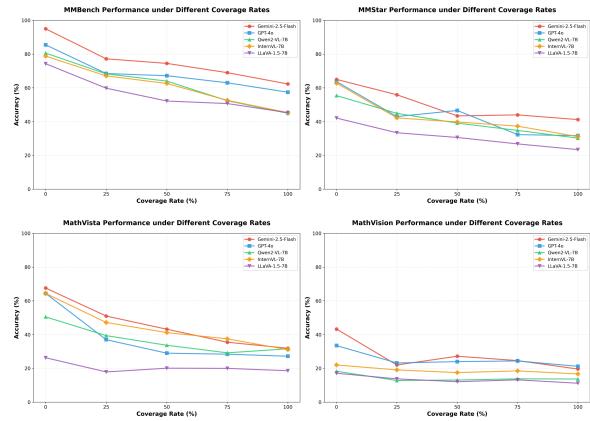 MMBench Performance under Different Coverage Rates
100
80
60
40
20
0
Accuracy (%)
0 25 50 75 100
Coverage Rate (%)
Gemini-2.5-Flash
GPT-4o
Qwen2-VL-7B
InternVL-7B
LLaVA-1.5-7B
MMStar Performance under Different Coverage Rates
100
80
60
40
20
0
Accuracy (%)
0 25 50 75 100
Coverage Rate (%)
Gemini-2.5-Flash
GPT-4o
Qwen2-VL-7B
InternVL-7B
LLaVA-1.5-7B
MathVista Performance under Different Coverage Rates
100
80
60
40
20
0
Accuracy (%)
0 25 50 75 100
Coverage Rate (%)
Gemini-2.5-Flash
GPT-4o
Qwen2-VL-7B
InternVL-7B
LLaVA-1.5-7B
MathVision Performance under Different Coverage Rates
100
80
60
40
20
0
Accuracy (%)
0 25 50 75 100
Coverage Rate (%)
Gemini-2.5-Flash
GPT-4o
Qwen2-VL-7B
InternVL-7B
LLaVA-1.5-7B